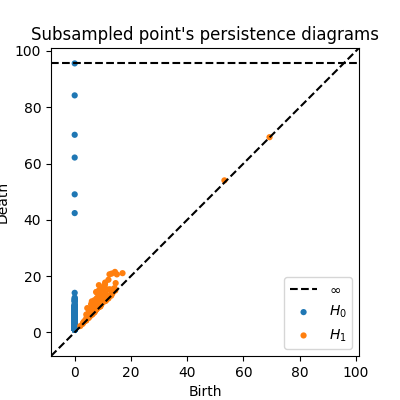 Subsampled point's persistence diagrams
100
80
60
40
20
0
Death
∞
H₀
H₁
0 20 40 60 80 100
Birth